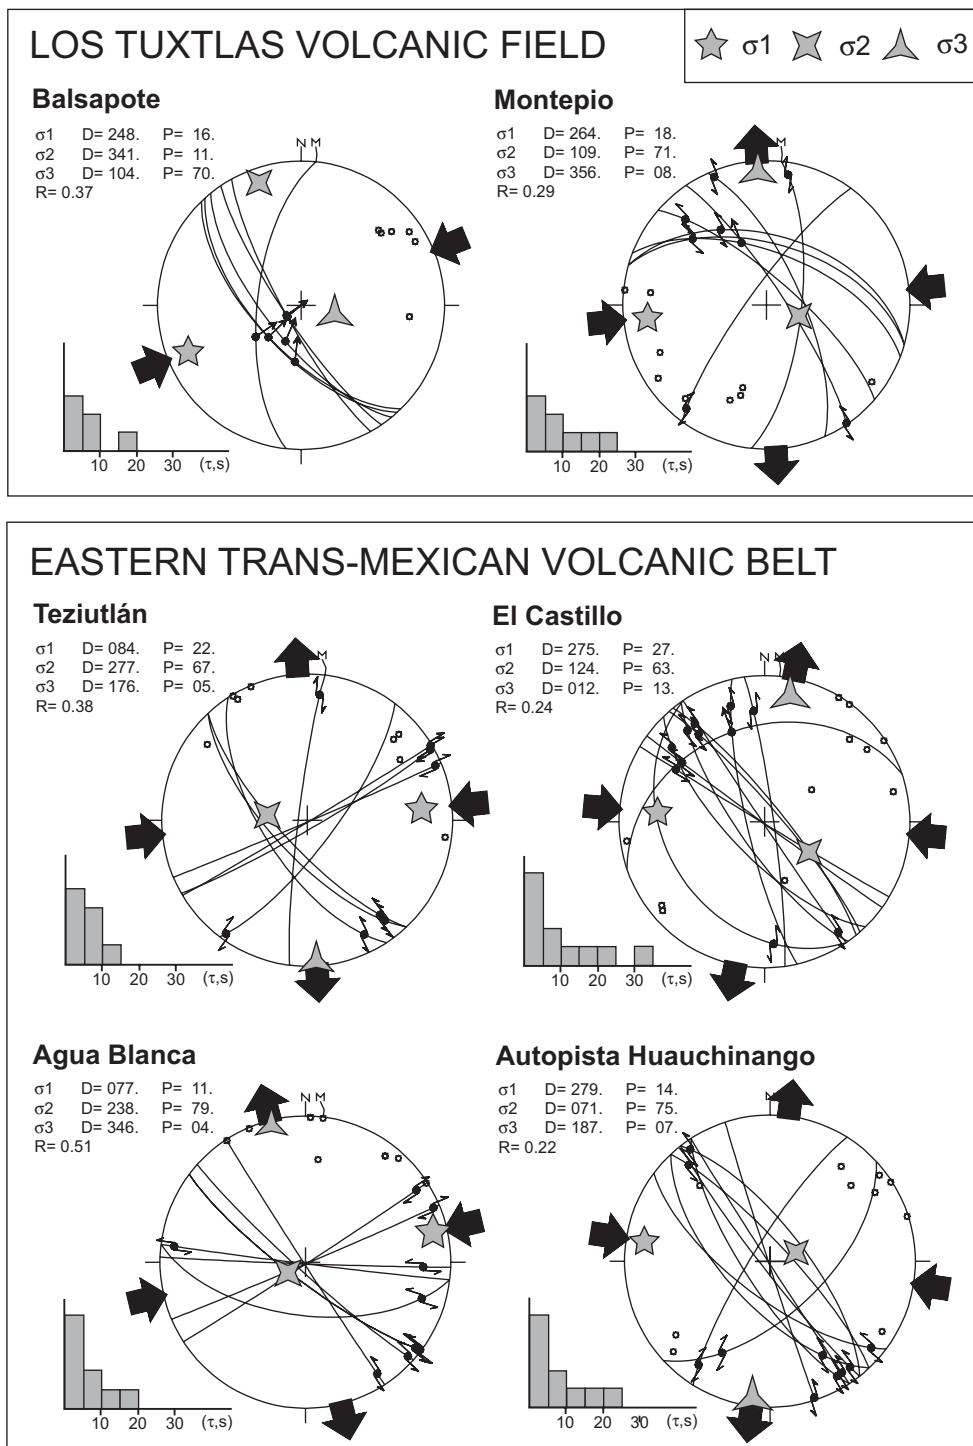 LOS TUXTLAS VOLCANIC FIELD
σ1 σ2 σ3
Balsapote
σ1 D= 248. P= 16.
σ2 D= 341. P= 11.
σ3 D= 104. P= 70.
R= 0.37
N M
10 20 30 (τ,s)
Montepio
σ1 D= 264. P= 18.
σ2 D= 109. P= 71.
σ3 D= 356. P= 08.
R= 0.29
M
10 20 30 (τ,s)
EASTERN TRANS-MEXICAN VOLCANIC BELT
Teziutlán
σ1 D= 084. P= 22.
σ2 D= 277. P= 67.
σ3 D= 176. P= 05.
R= 0.38
M
10 20 30 (τ,s)
El Castillo
σ1 D= 275. P= 27.
σ2 D= 124. P= 63.
σ3 D= 012. P= 13.
R= 0.24
N M
10 20 30 (τ,s)
Agua Blanca
σ1 D= 077. P= 11.
σ2 D= 238. P= 79.
σ3 D= 346. P= 04.
R= 0.51
N M
10 20 30 (τ,s)
Autopista Huauchinango
σ1 D= 279. P= 14.
σ2 D= 071. P= 75.
σ3 D= 187. P= 07.
R= 0.22
N
10 20 30 (τ,s)